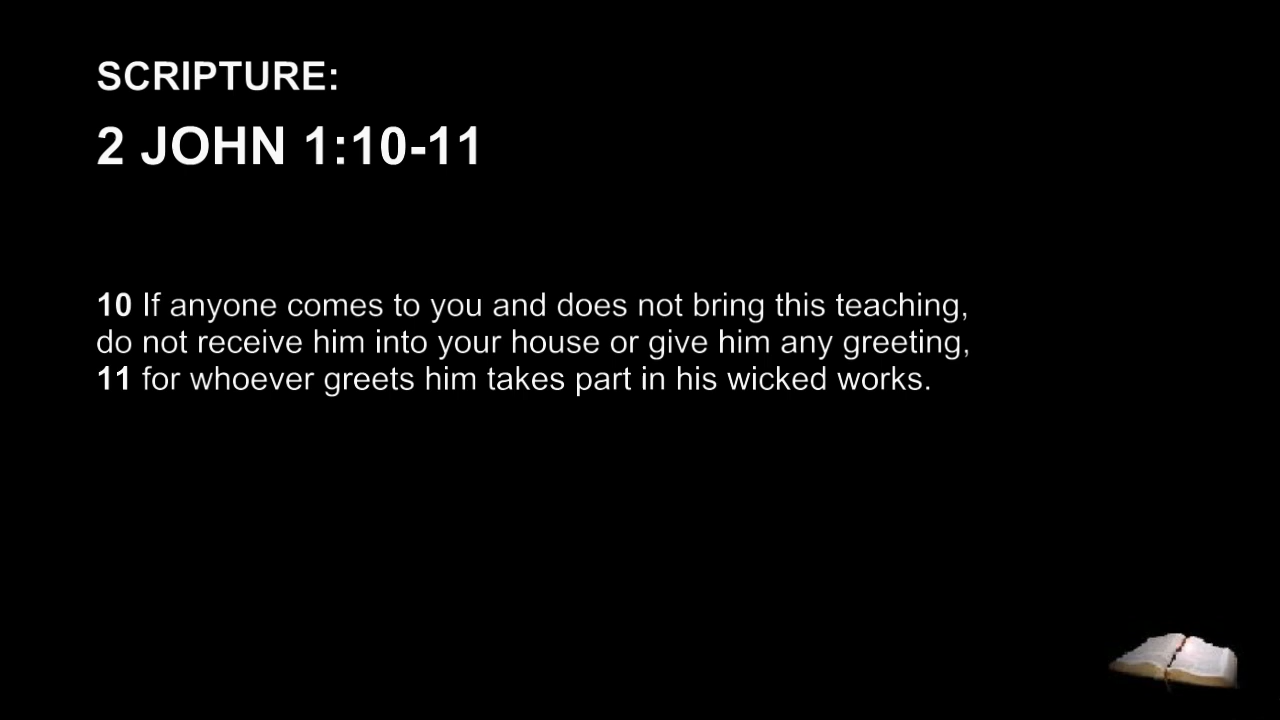 SCRIPTURE:
2 JOHN 1:10-11
10 If anyone comes to you and does not bring this teaching,
do not receive him into your house or give him any greeting,
11 for whoever greets him takes part in his wicked works.